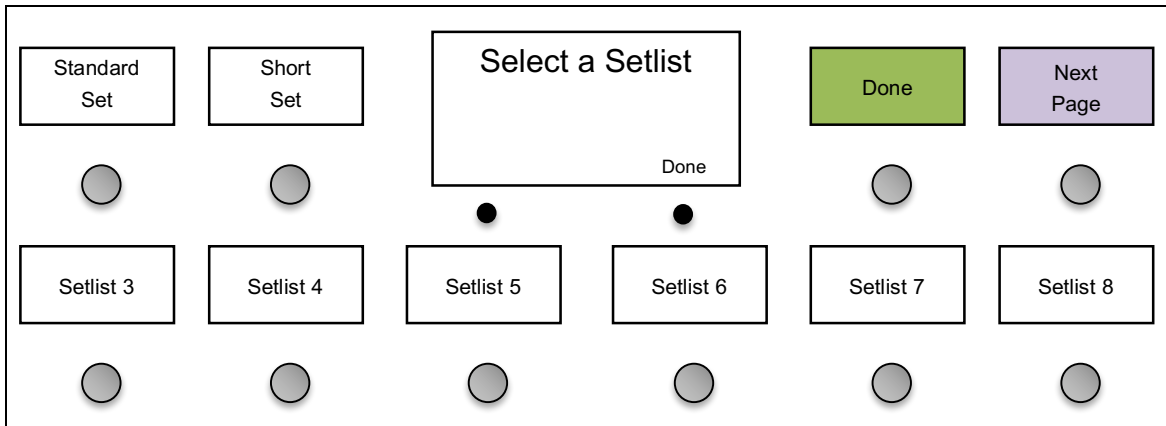 Standard
Set
Short
Set
Select a Setlist
Done
Done
Next
Page
Setlist 3
Setlist 4
Setlist 5
Setlist 6
Setlist 7
Setlist 8